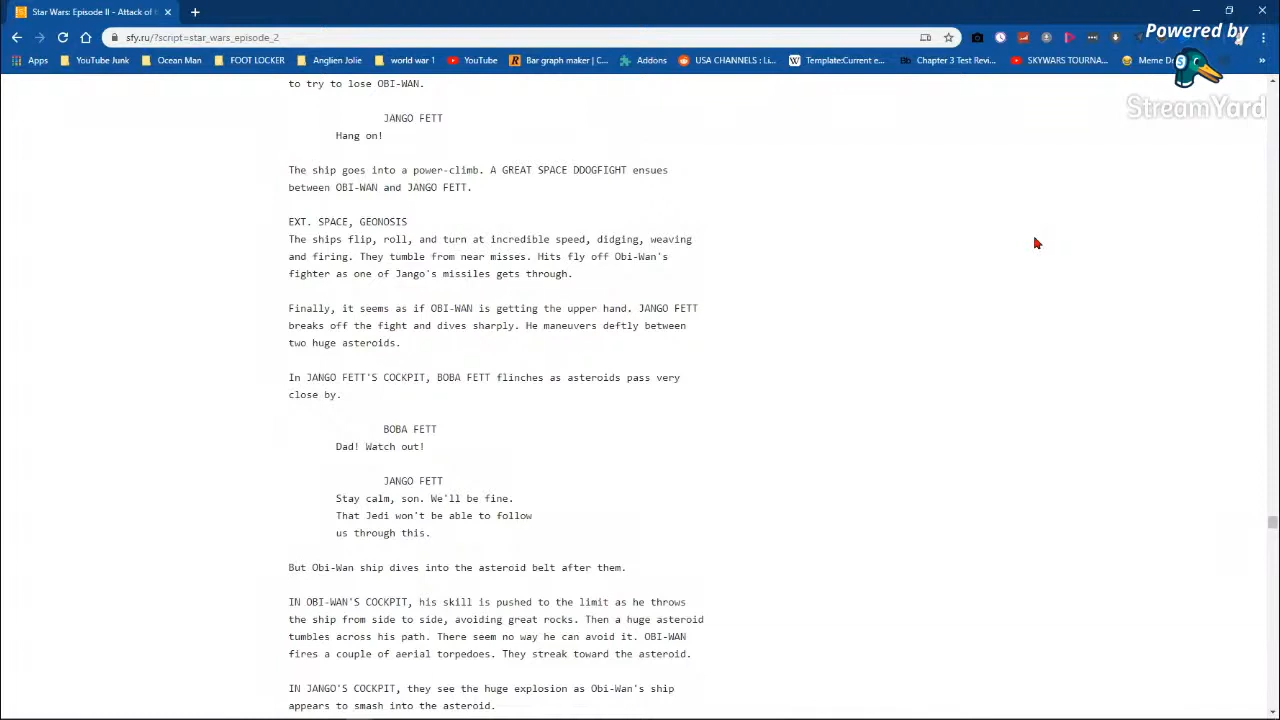 Star Wars: Episode II - Attack of
sfy.ru/?script=star_wars_episode_2
Powered by
Apps
YouTube Junk
Ocean Man
FOOT LOCKER
Anglien Jolie
world war 1
YouTube
Bar graph maker | C...
Addons
USA CHANNELS : Li...
Template:Current e...
Chapter 3 Test Revi...
SKYWARS TOURNA...
Meme De
StreamYard
to try to lose OBI-WAN.
JANGO FETT
Hang on!
The ship goes into a power-climb. A GREAT SPACE DDOGFIGHT ensues
between OBI-WAN and JANGO FETT.
EXT. SPACE, GEONOSIS
The ships flip, roll, and turn at incredible speed, didging, weaving
and firing. They tumble from near misses. Hits fly off Obi-Wan's
fighter as one of Jango's missiles gets through.
Finally, it seems as if OBI-WAN is getting the upper hand. JANGO FETT
breaks off the fight and dives sharply. He maneuvers deftly between
two huge asteroids.
In JANGO FETT'S COCKPIT, BOBA FETT flinches as asteroids pass very
close by.
BOBA FETT
Dad! Watch out!
JANGO FETT
Stay calm, son. We'll be fine.
That Jedi won't be able to follow
us through this.
But Obi-Wan ship dives into the asteroid belt after them.
IN OBI-WAN'S COCKPIT, his skill is pushed to the limit as he throws
the ship from side to side, avoiding great rocks. Then a huge asteroid
tumbles across his path. There seem no way he can avoid it. OBI-WAN
fires a couple of aerial torpedoes. They streak toward the asteroid.
IN JANGO'S COCKPIT, they see the huge explosion as Obi-Wan's ship
appears to smash into the asteroid.